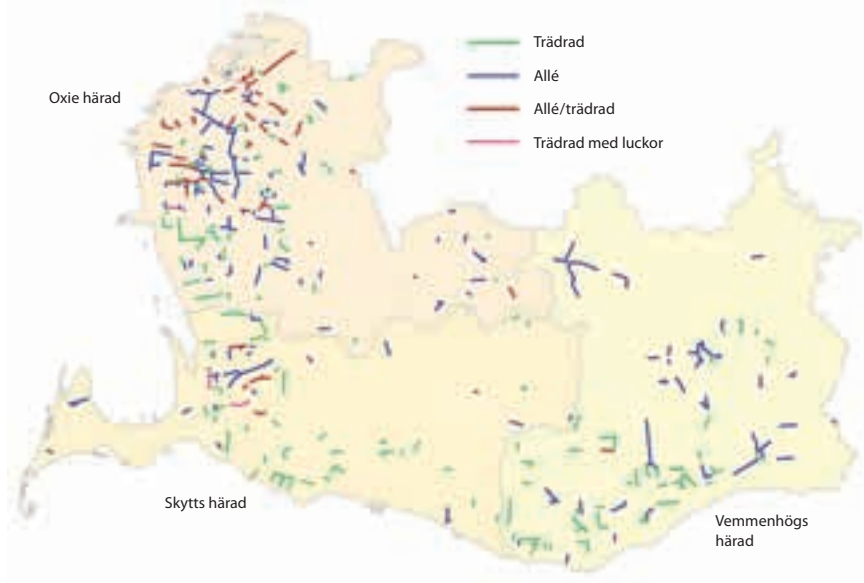 Trädrad
Allé
Oxie härad
Allé/trädrad
Trädrad med luckor
Skytts härad
Vemmenhögs
härad